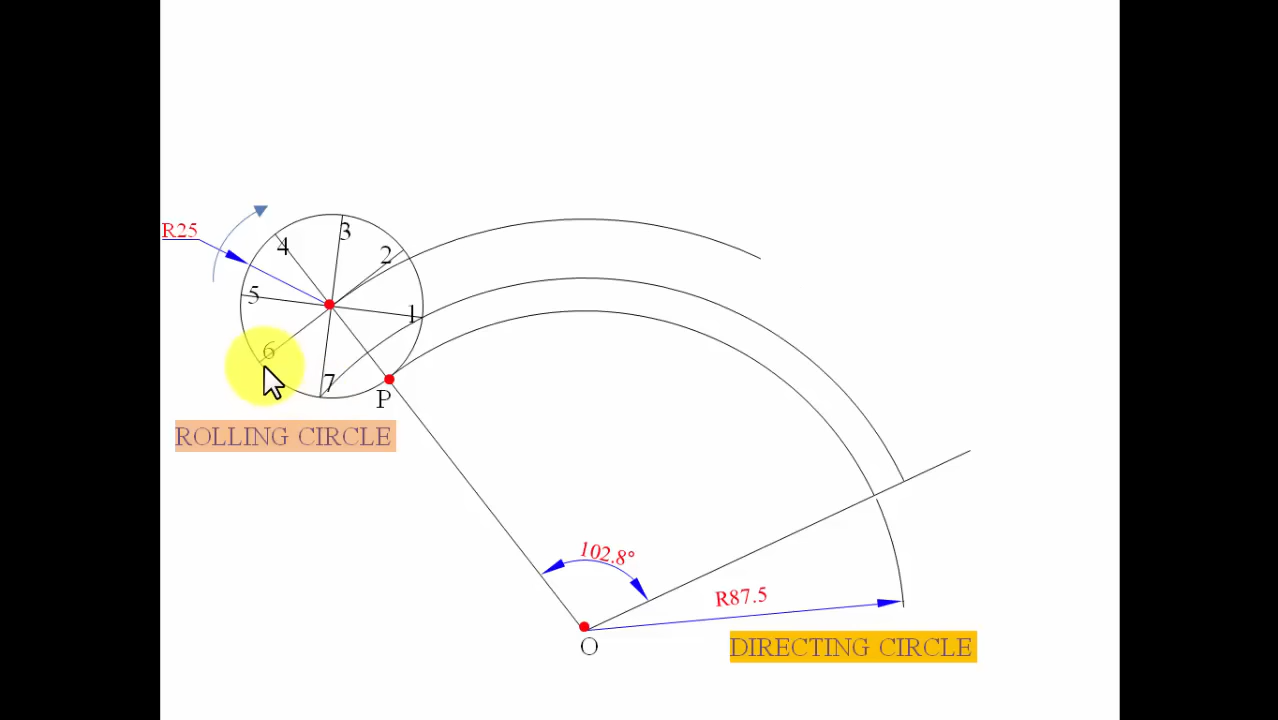 R25
3
4
2
5
1
6
7
P
ROLLING CIRCLE
102.8°
R87.5
O
DIRECTING CIRCLE